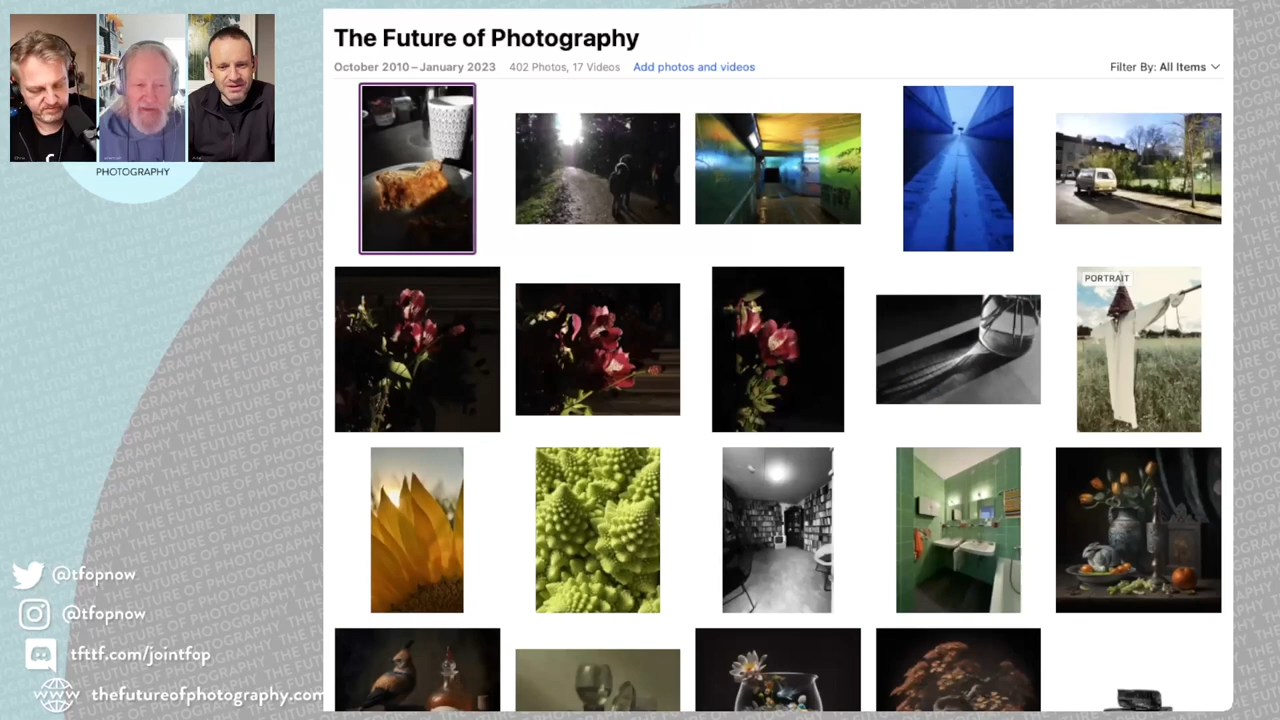 The Future of Photography
October 2010 – January 2023 402 Photos, 17 Videos Add photos and videos
Filter By: All Items
PHOTOGRAPHY
PORTRAIT
@tfopnow
@tfopnow
tfttf.com/jointfop
www thefutureofphotography.com